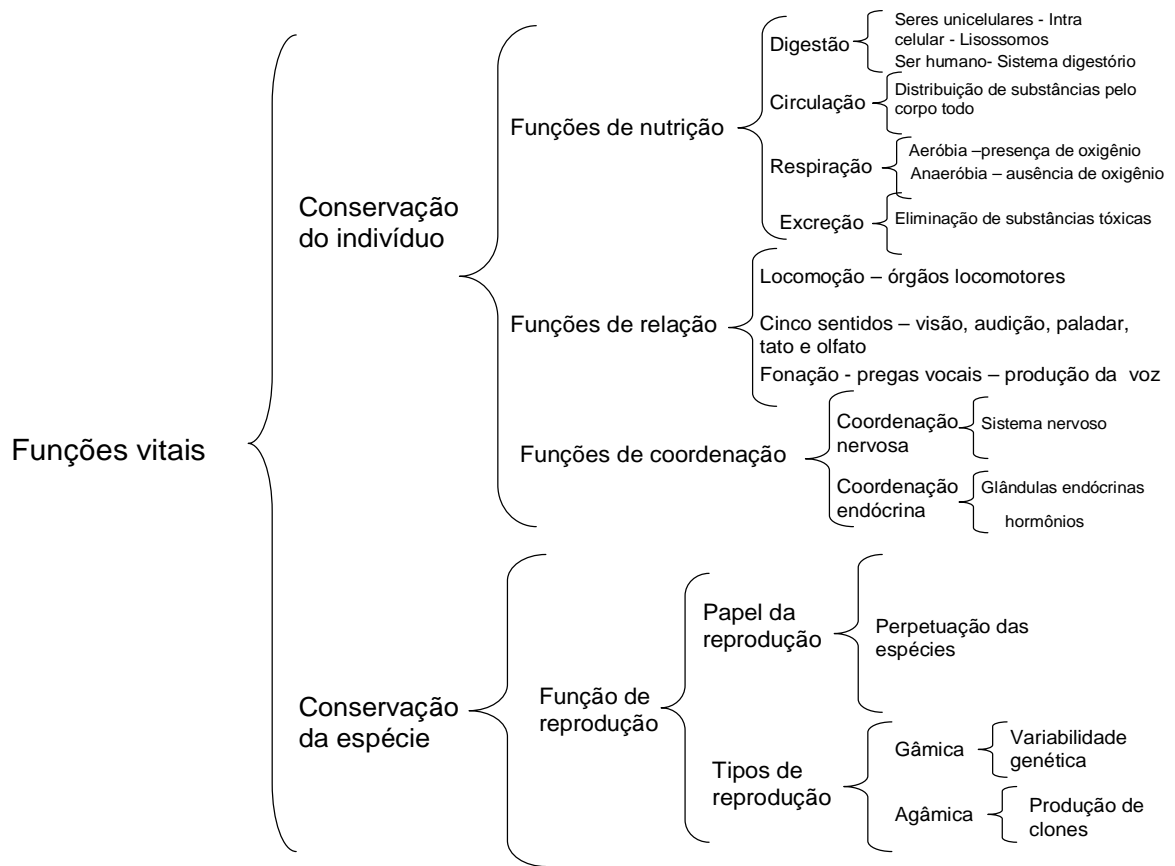 Funções vitais
Conservação
do indivíduo
Funções de nutrição
Digestão
Seres unicelulares - Intra
celular - Lisossomos
Ser humano- Sistema digestório
Circulação
Distribuição de substâncias pelo
corpo todo
Respiração
Aeróbia –presença de oxigênio
Anaeróbia – ausência de oxigênio
Excreção
Eliminação de substâncias tóxicas
Funções de relação
Locomoção – órgãos locomotores
Cinco sentidos – visão, audição, paladar,
tato e olfato
Fonação - pregas vocais – produção da voz
Funções de coordenação
Coordenação
nervosa
Sistema nervoso
Coordenação
endócrina
Glândulas endócrinas
hormônios
Conservação
da espécie
Função de
reprodução
Papel da
reprodução
Perpetuação das
espécies
Tipos de
reprodução
Gâmica
Variabilidade
genética
Agâmica
Produção de
clones